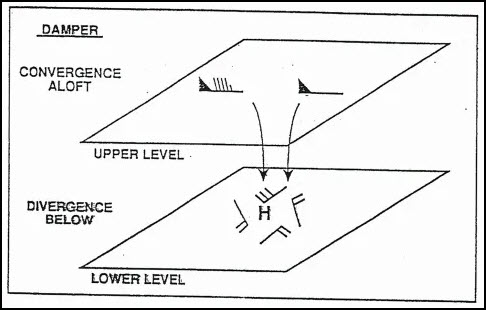 DAMPER
CONVERGENCE
ALOFT
UPPER LEVEL
DIVERGENCE
BELOW
H
LOWER LEVEL